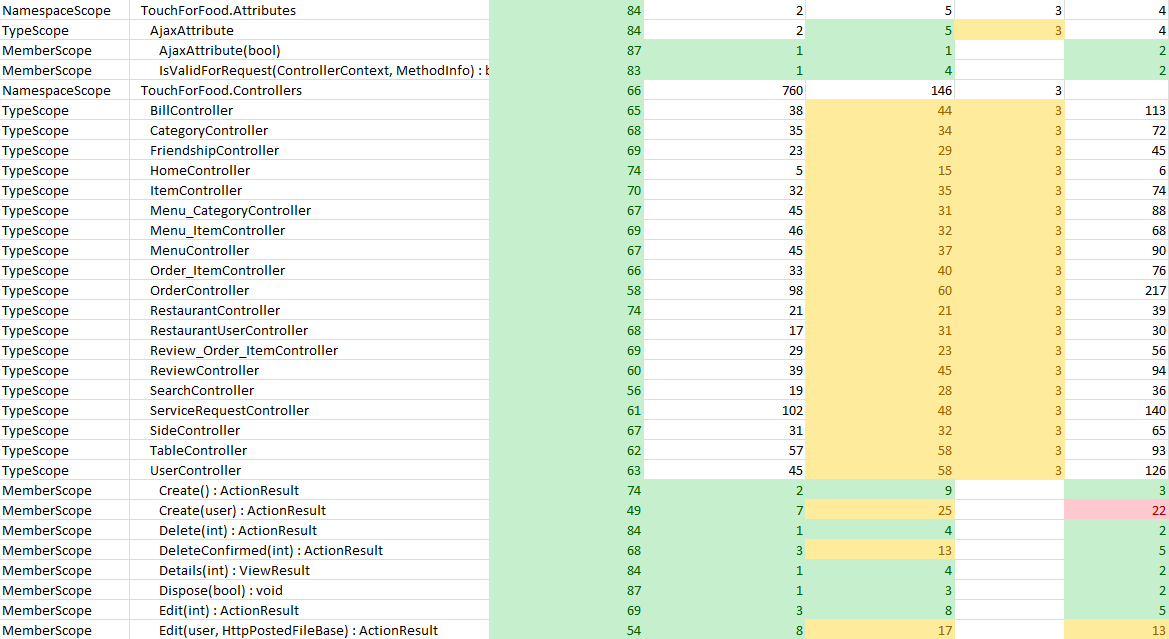 NamespaceScope TouchForFood.Attributes 84 2 5 3 4
TypeScope AjaxAttribute 84 2 5 3 4
MemberScope AjaxAttribute(bool) 87 1 1 2
MemberScope IsValidForRequest(ControllerContext, MethodInfo) : b 83 1 4 2
NamespaceScope TouchForFood.Controllers 66 760 146 3
TypeScope BillController 65 38 44 3 113
TypeScope CategoryController 68 35 34 3 72
TypeScope FriendshipController 69 23 29 3 45
TypeScope HomeController 74 5 15 3 6
TypeScope ItemController 70 32 35 3 74
TypeScope Menu_CategoryController 67 45 31 3 88
TypeScope Menu_ItemController 69 46 32 3 68
TypeScope MenuController 67 45 37 3 90
TypeScope Order_ItemController 66 33 40 3 76
TypeScope OrderController 58 98 60 3 217
TypeScope RestaurantController 74 21 21 3 39
TypeScope RestaurantUserController 68 17 31 3 30
TypeScope Review_Order_ItemController 69 29 23 3 56
TypeScope ReviewController 60 39 45 3 94
TypeScope SearchController 56 19 28 3 36
TypeScope ServiceRequestController 61 102 48 3 140
TypeScope SideController 67 31 32 3 65
TypeScope TableController 62 57 58 3 93
TypeScope UserController 63 45 58 3 126
MemberScope Create() : ActionResult 74 2 9 3
MemberScope Create(user) : ActionResult 49 7 25 22
MemberScope Delete(int) : ActionResult 84 1 4 2
MemberScope DeleteConfirmed(int) : ActionResult 68 3 13 5
MemberScope Details(int) : ViewResult 84 1 4 2
MemberScope Dispose(bool) : void 87 1 3 2
MemberScope Edit(int) : ActionResult 69 3 8 5
MemberScope Edit(user, HttpPostedFileBase) : ActionResult 54 8 17 13